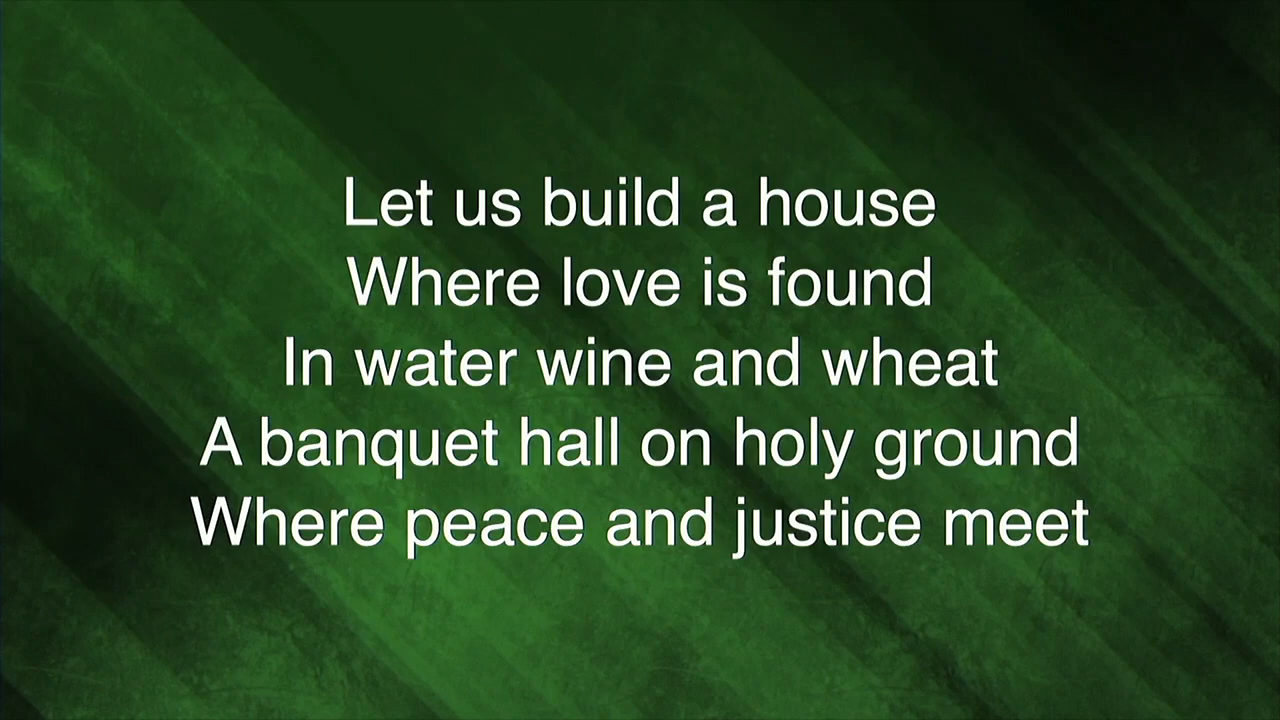 Let us build a house
Where love is found
In water wine and wheat
A banquet hall on holy ground
Where peace and justice meet